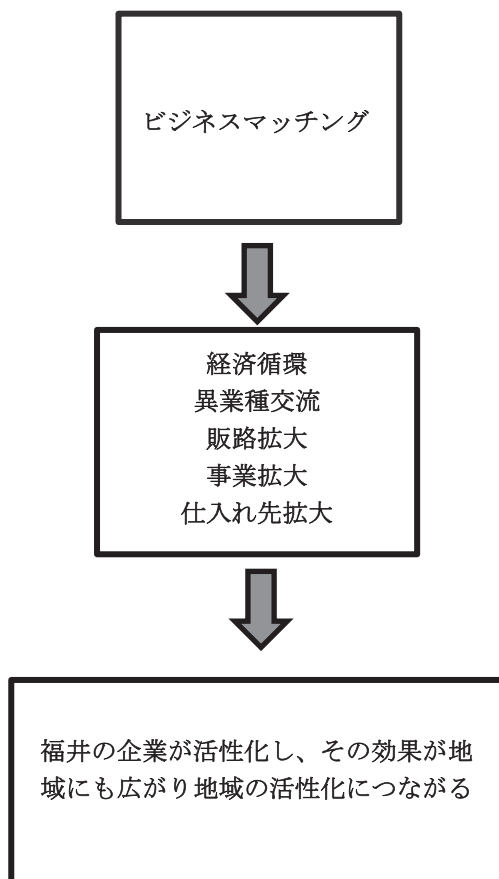 ビジネスマッチング
経済循環
異業種交流
販路拡大
事業拡大
仕入れ先拡大
福井の企業が活性化し、その効果が地
域にも広がり地域の活性化につながる